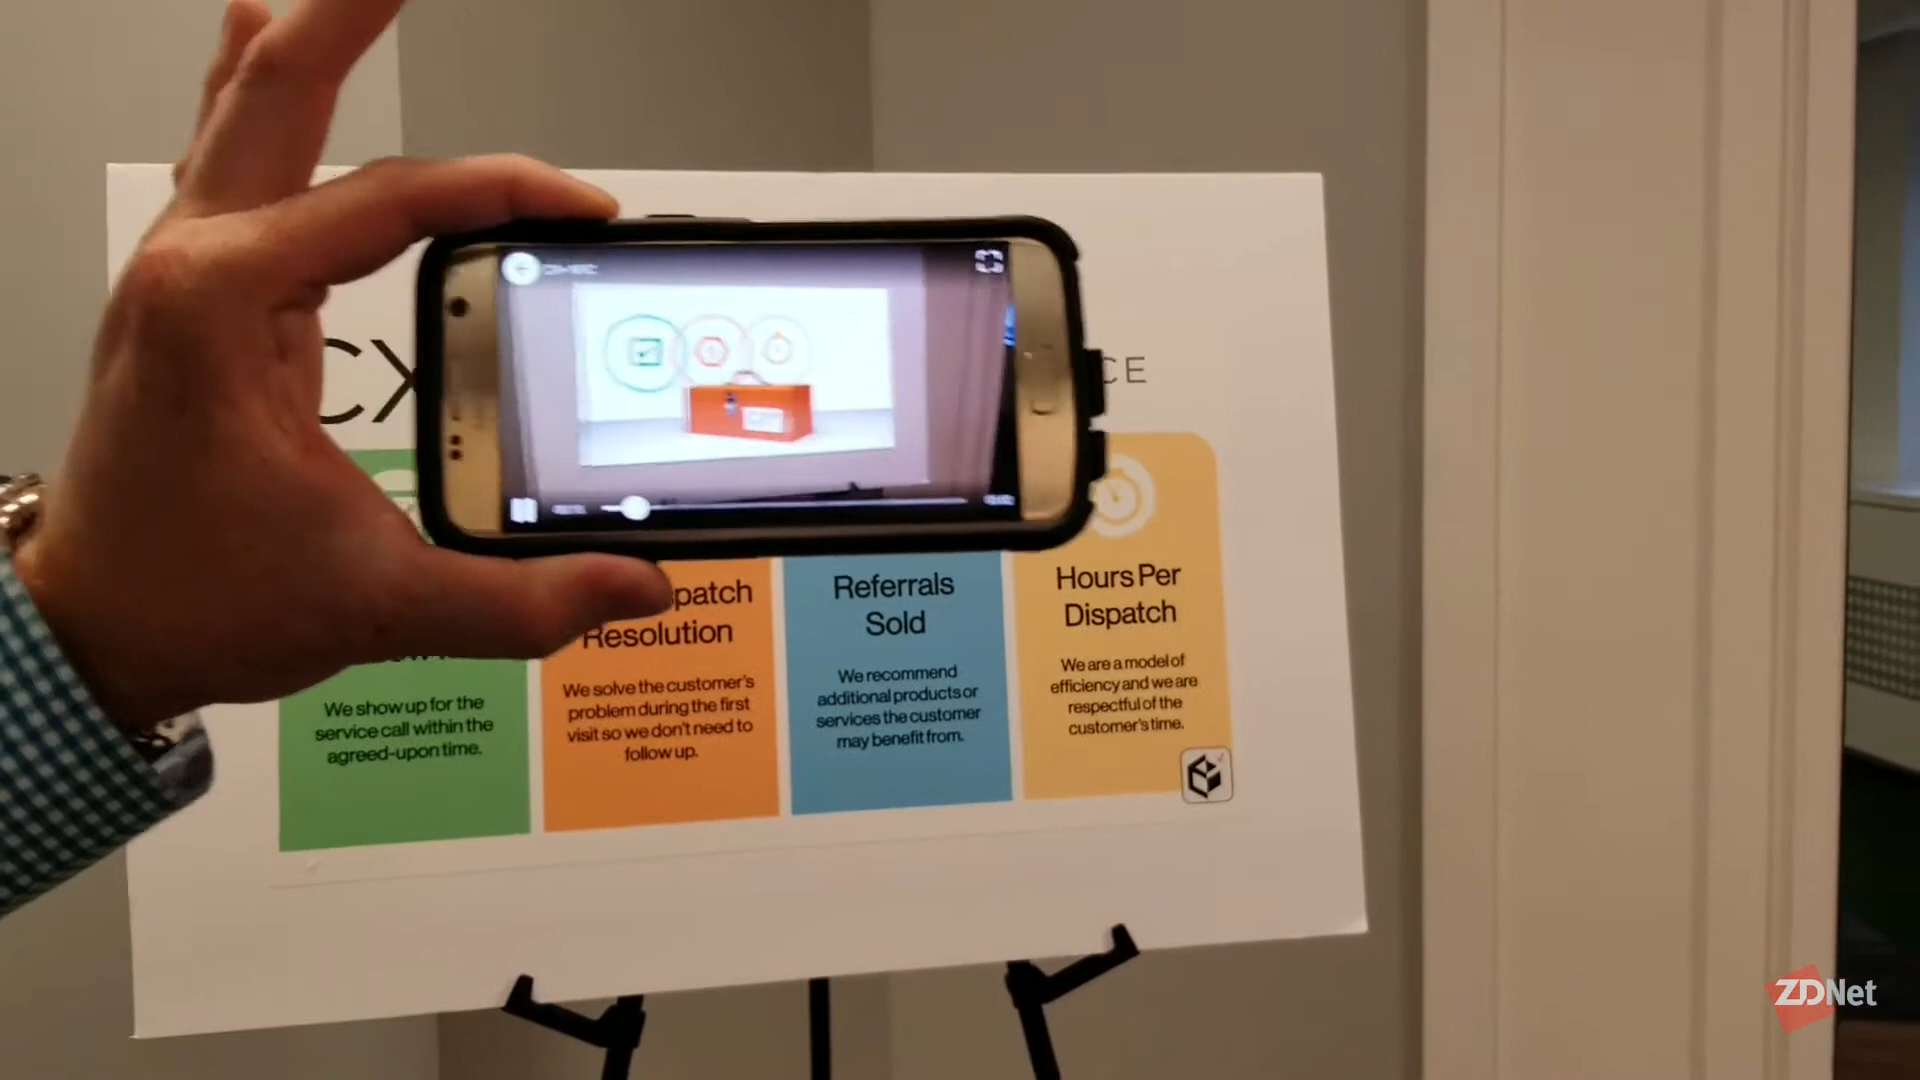 CX
CE
patch
Resolution
Referrals
Sold
Hours Per
Dispatch
We show up for the
service call within the
agreed-upon time.
We solve the customer's
problem during the first
visit so we don't need to
follow up.
We recommend
additional products or
services the customer
may benefit from.
We are a model of
efficiency and we are
respectful of the
customer's time.
ZDNet